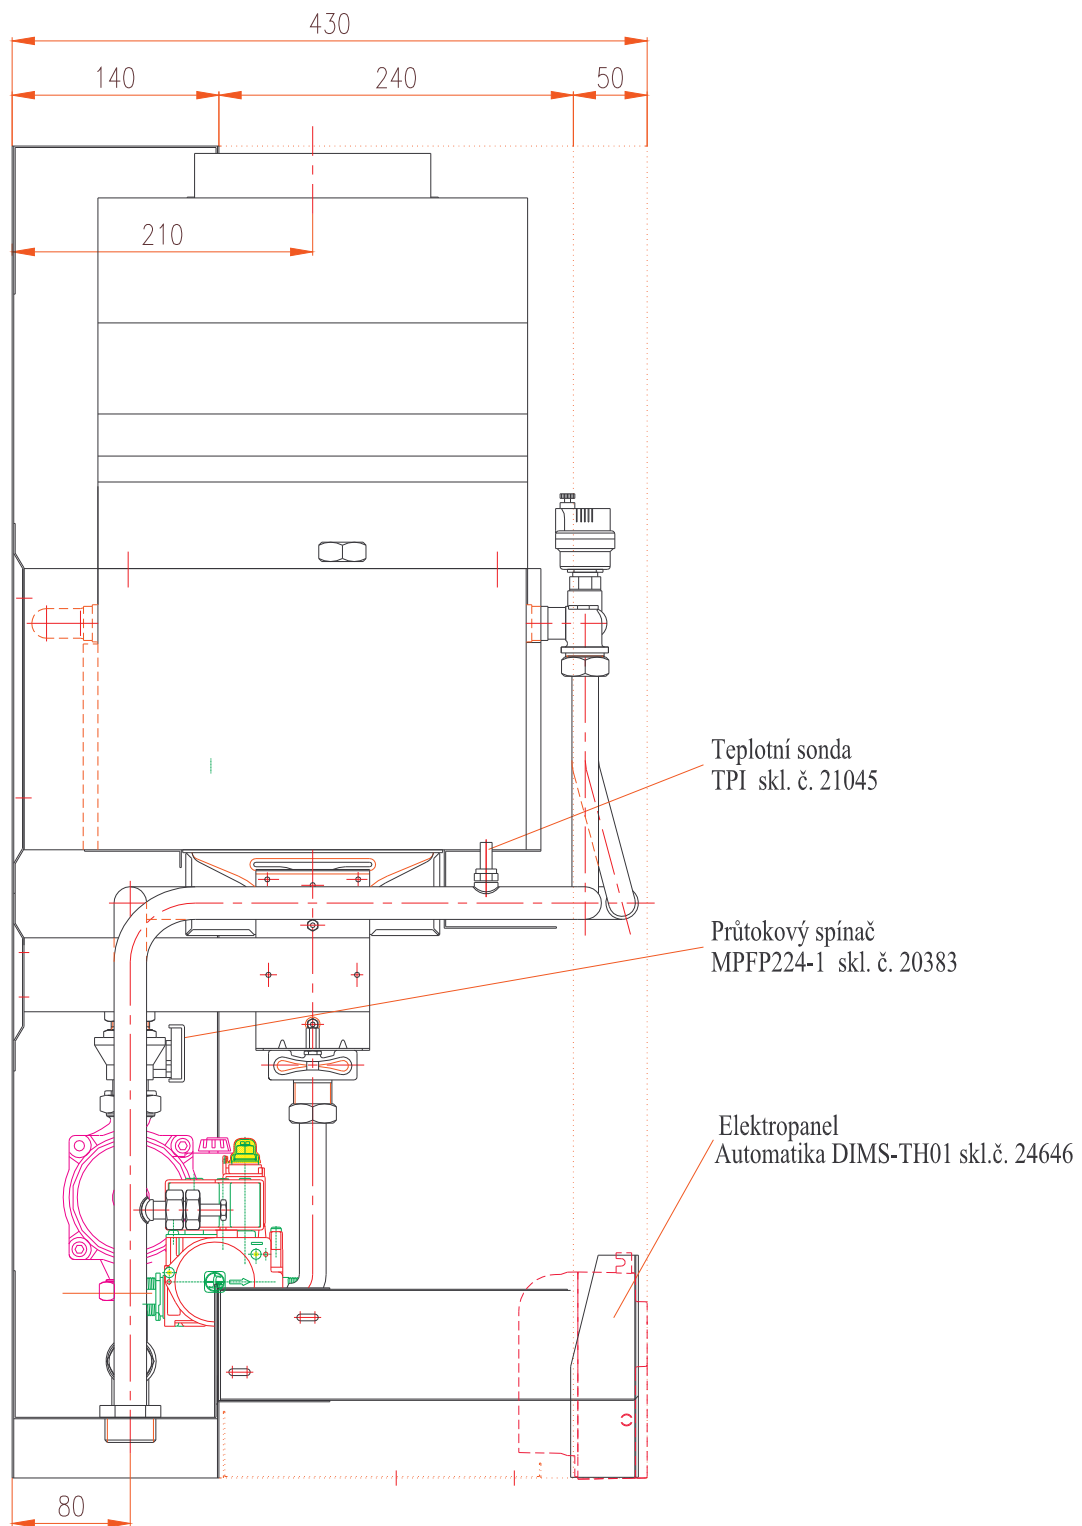 430
140 240 50
210
Teplotní sonda
TPI skl. č. 21045
Průtokový spínač
MPFP224-1 skl. č. 20383
Elektropanel
Automatika DIMS-TH01 skl.č. 24646
80